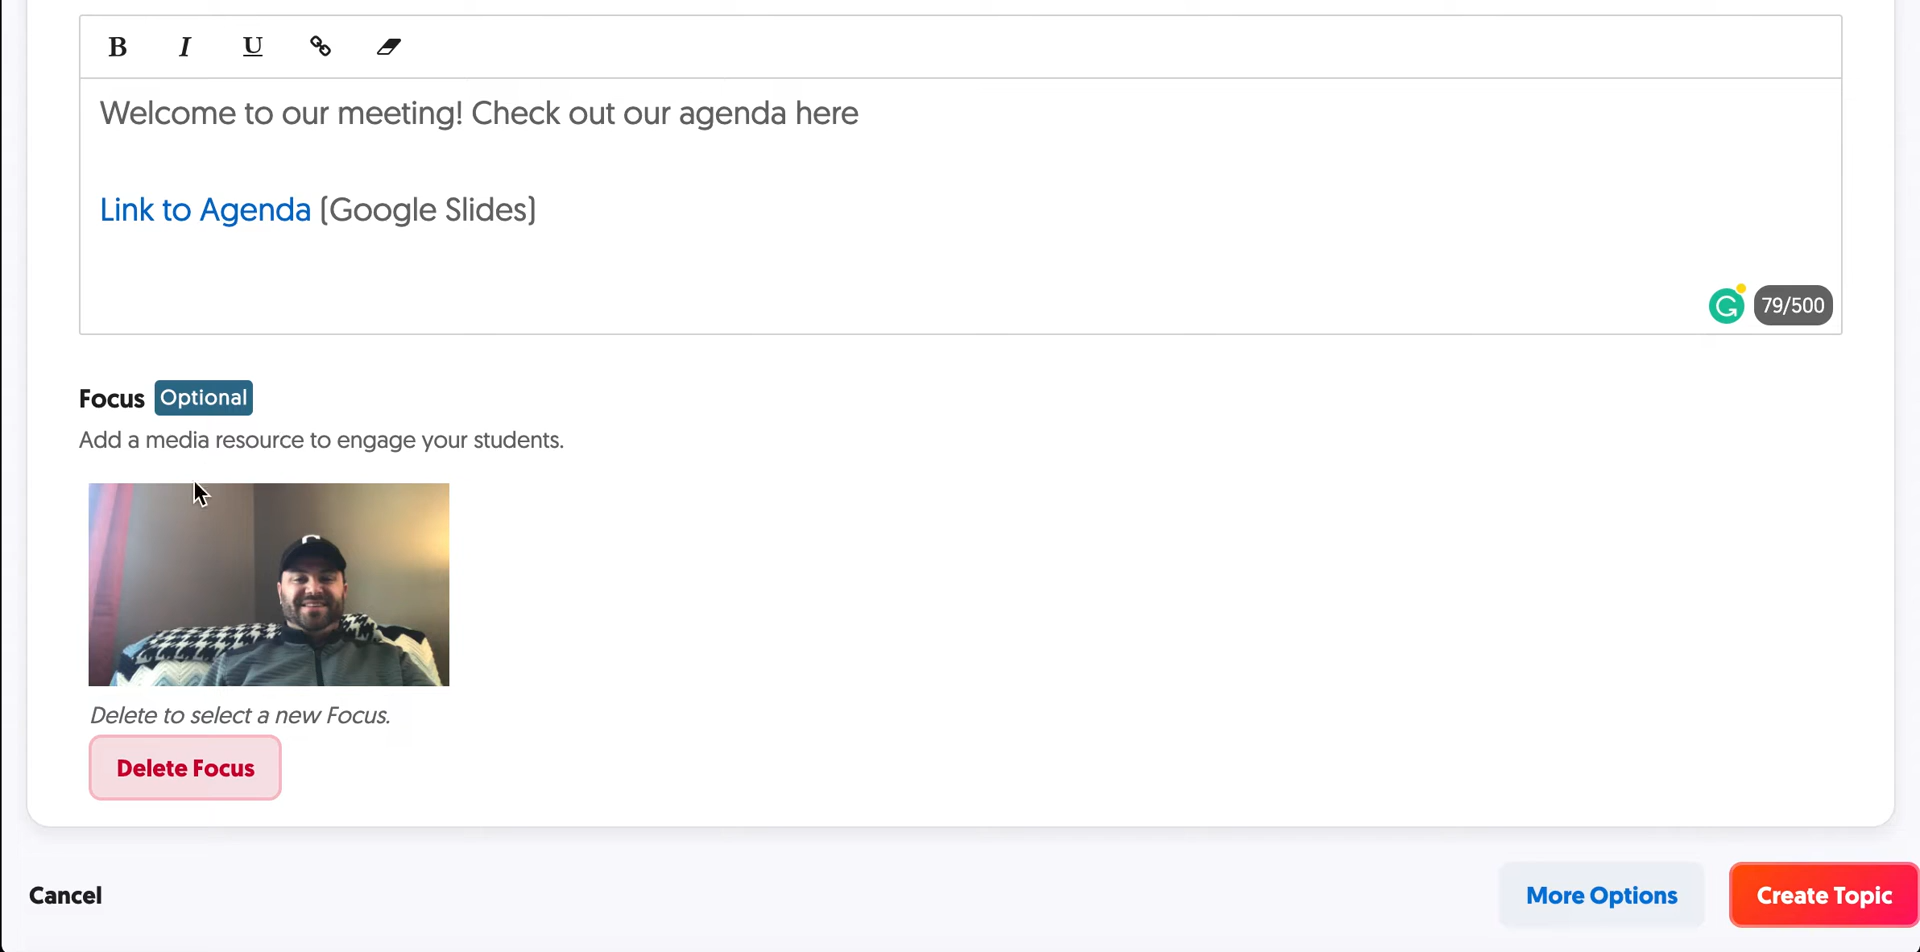 B I U
Welcome to our meeting! Check out our agenda here
Link to Agenda (Google Slides)
79/500
Focus Optional
Add a media resource to engage your students.
Delete to select a new Focus.
Delete Focus
Cancel More Options Create Topic